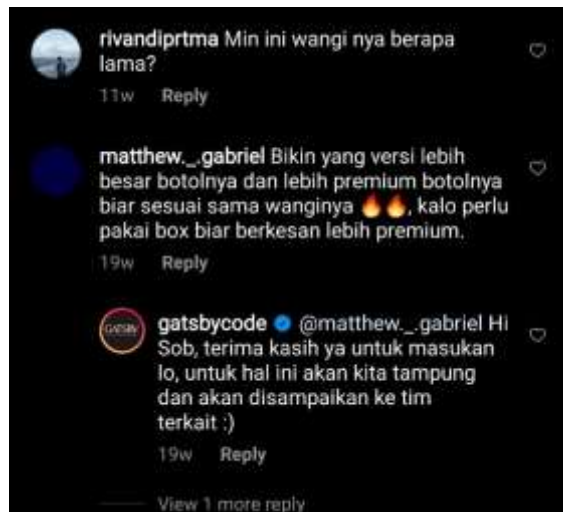 rivandiprtma Min ini wangi nya berapa
lama?
11w Reply
matthew._.gabriel Bikin yang versi lebih
besar botolnya dan lebih premium botolnya
biar sesuai sama wanginya 🔥🔥, kalo perlu
pakai box biar berkesan lebih premium.
19w Reply
GATSBY
gatsbycode @matthew._.gabriel Hi
Sob, terima kasih ya untuk masukan
lo, untuk hal ini akan kita tampung
dan akan disampaikan ke tim
terkait :)
19w Reply
View 1 more reply